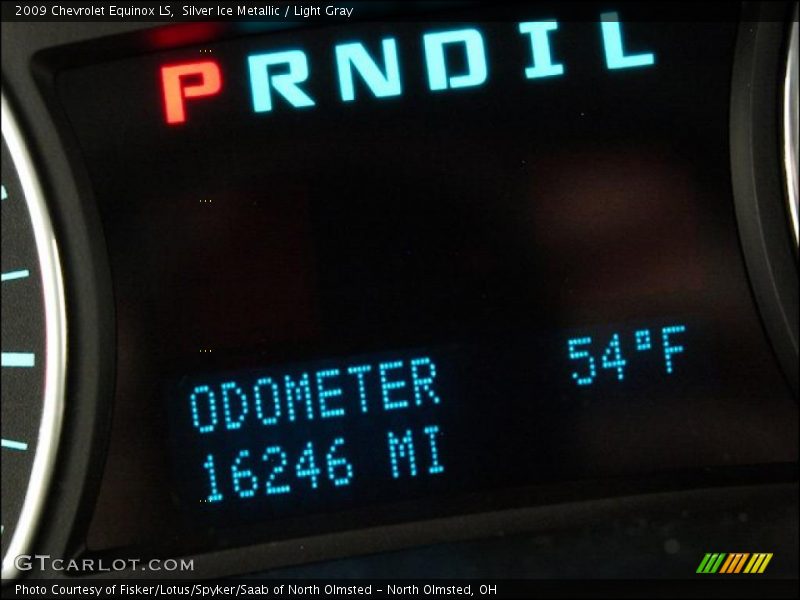 2009 Chevrolet Equinox LS,  Silver Ice Metallic / Light Gray
P R N D I L
54°F
ODOMETER
16246 MI
GTCARLOT.COM
Photo Courtesy of Fisker/Lotus/Spyker/Saab of North Olmsted - North Olmsted, OH